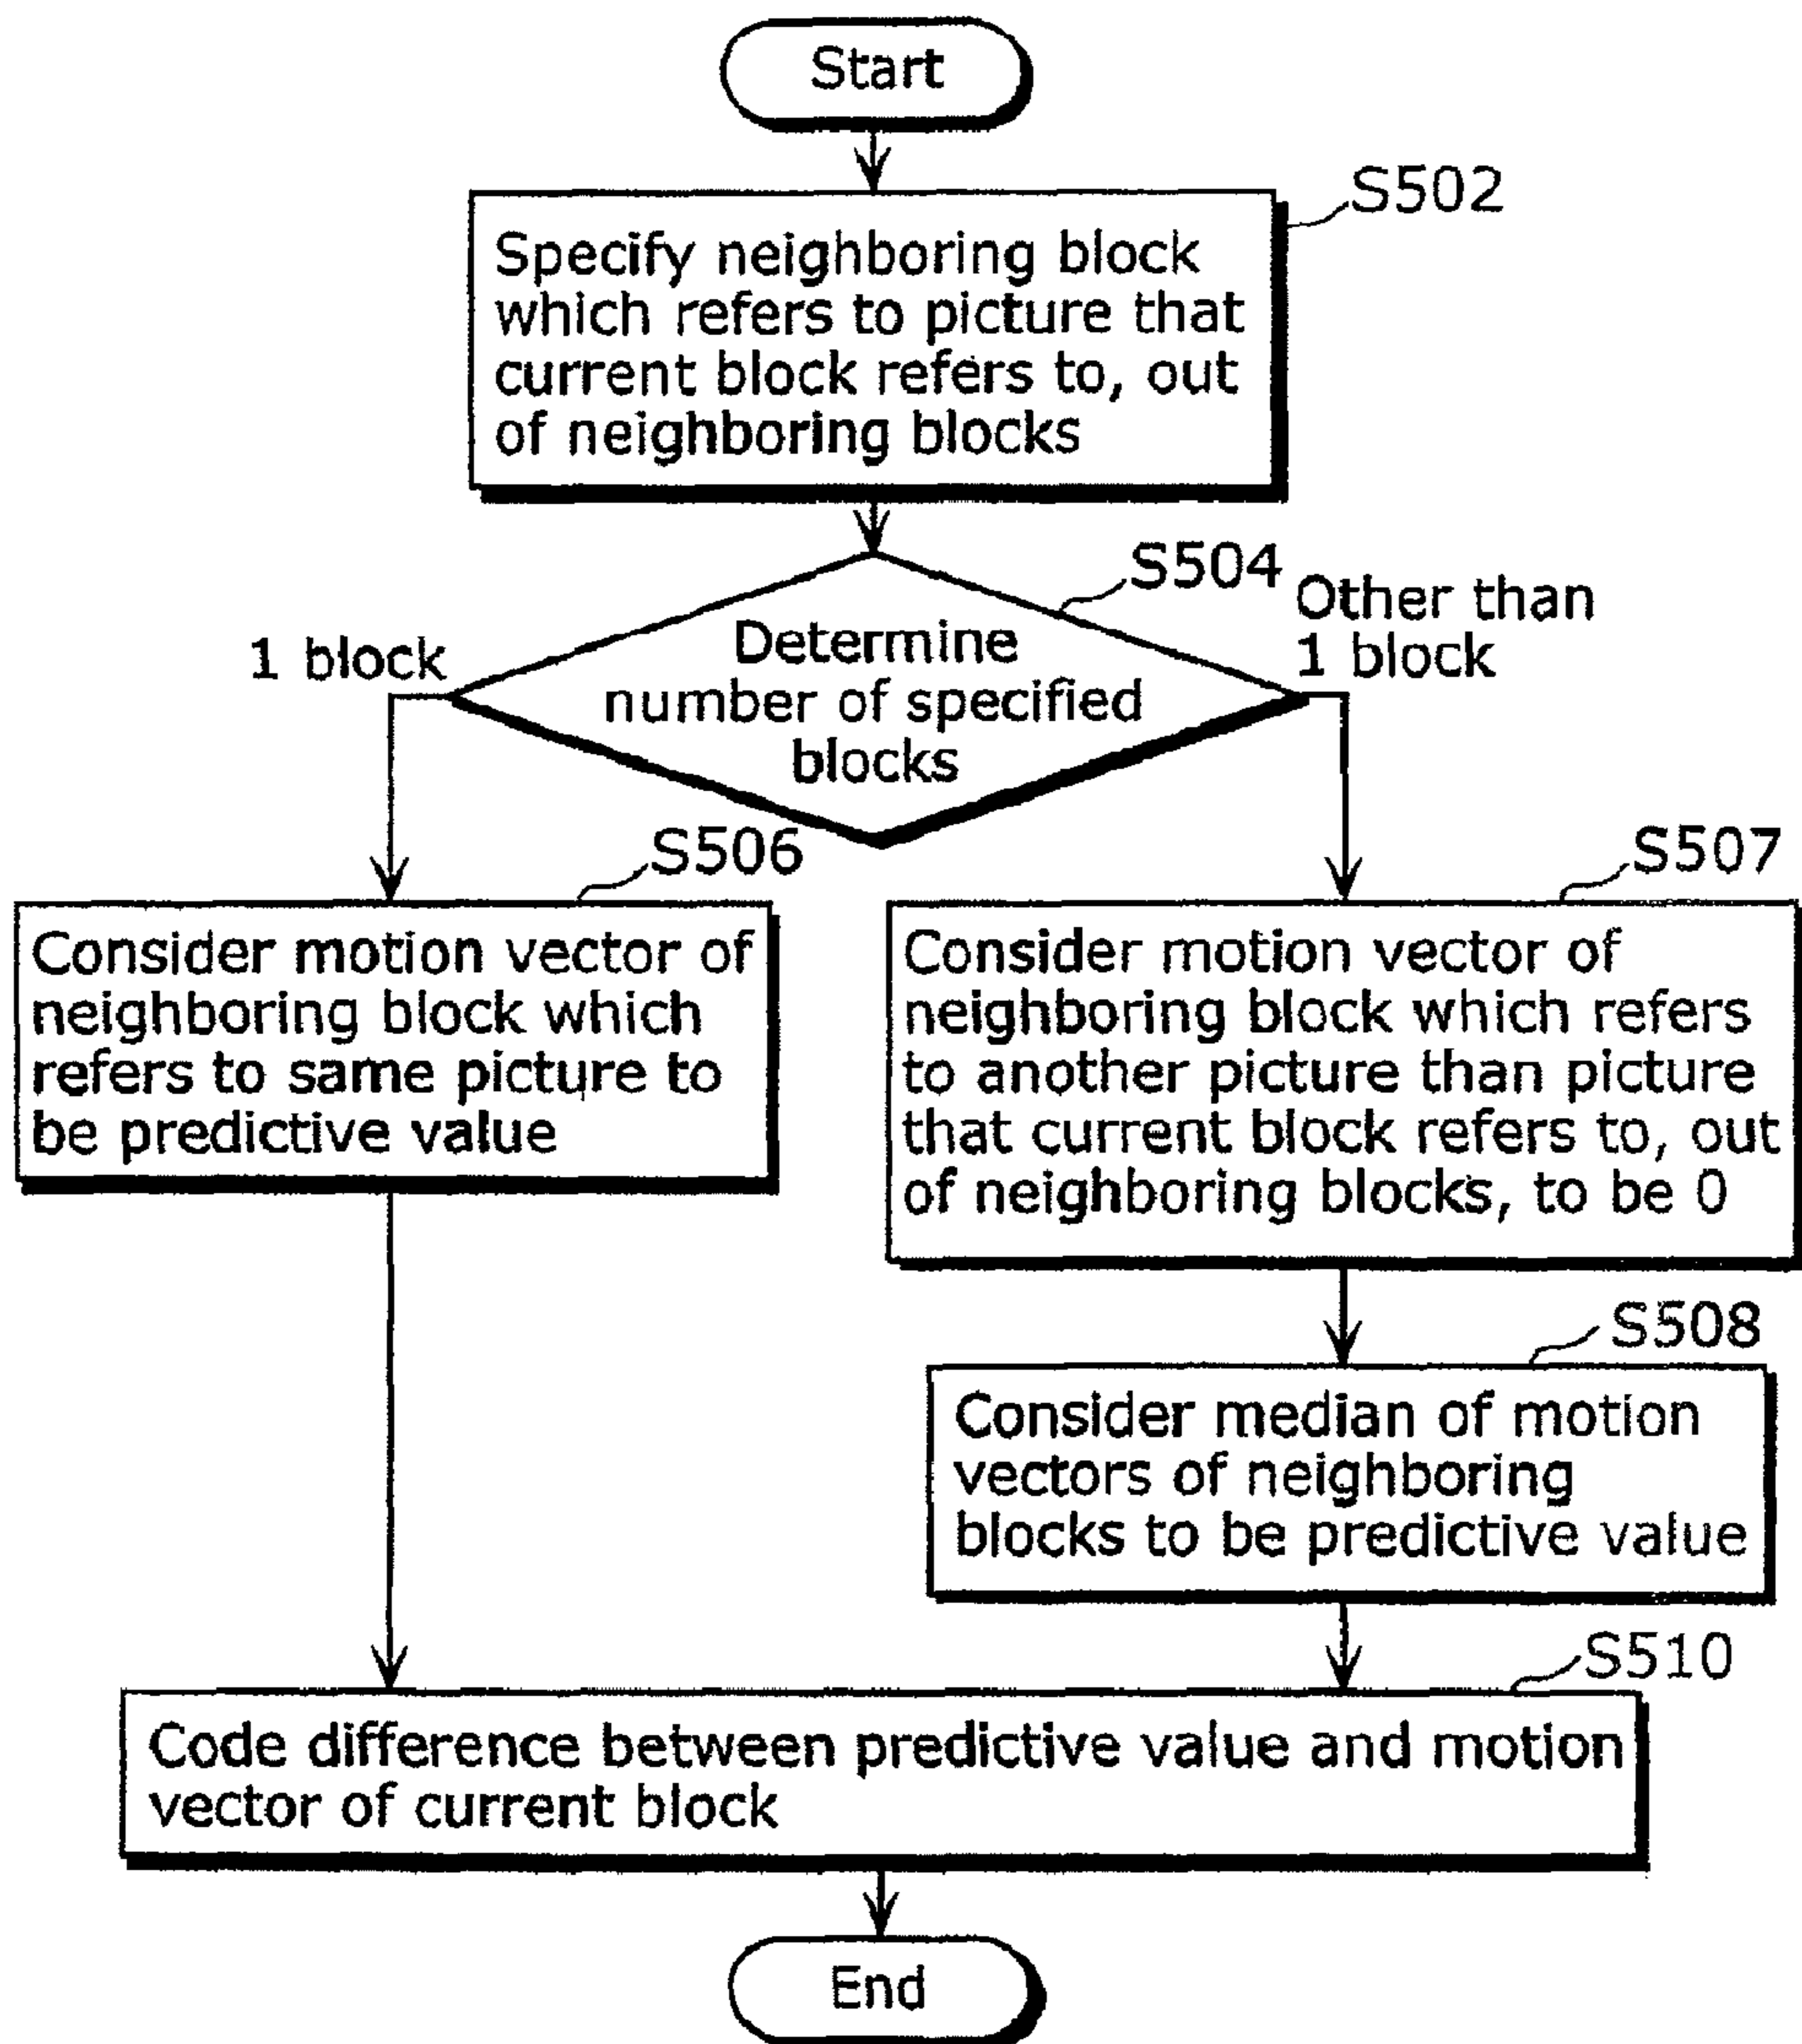 Start
S502
Specify neighboring block
which refers to picture that
current block refers to, out
of neighboring blocks
S504
1 block
Determine
number of specified
blocks
Other than
1 block
S506
Consider motion vector of
neighboring block which
refers to same picture to
be predictive value
S507
Consider motion vector of
neighboring block which refers
to another picture than picture
that current block refers to, out
of neighboring blocks, to be 0
S508
Consider median of motion
vectors of neighboring
blocks to be predictive value
S510
Code difference between predictive value and motion
vector of current block
End